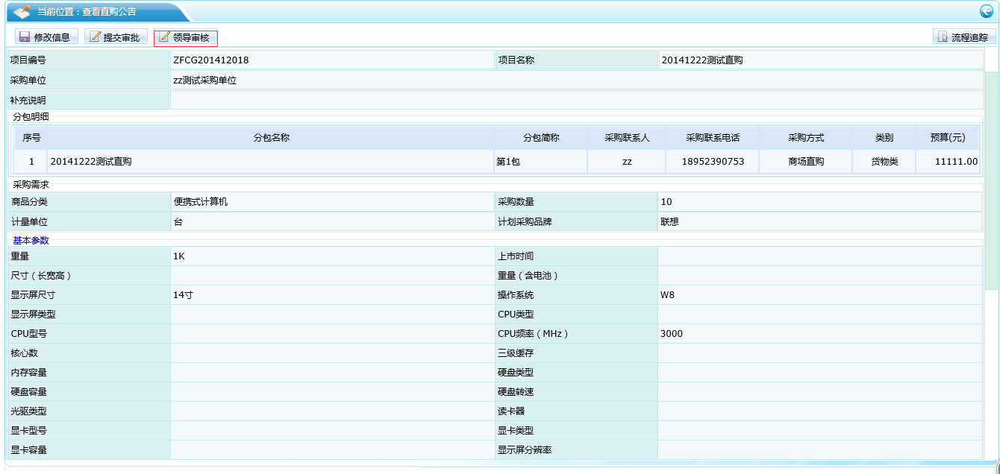 当前位置：查看直购公告
修改信息 提交审批 领导审核 流程追踪
项目编号 ZFCG201412018 项目名称 20141222测试直购
采购单位 zz测试采购单位
补充说明
分包明细
序号 分包名称 分包简称 采购联系人 采购联系电话 采购方式 类别 预算(元)
1 20141222测试直购 第1包 zz 18952390753 商场直购 货物类 11111.00
采购需求
商品分类 便携式计算机 采购数量 10
计量单位 台 计划采购品牌 联想
基本参数
重量 1K 上市时间
尺寸（长宽高） 重量（含电池）
显示屏尺寸 14寸 操作系统 W8
显示屏类型 CPU类型
CPU型号 CPU频率（MHz） 3000
核心数 三级缓存
内存容量 硬盘类型
硬盘容量 硬盘转速
光驱类型 读卡器
显卡型号 显卡类型
显卡容量 显示屏分辨率